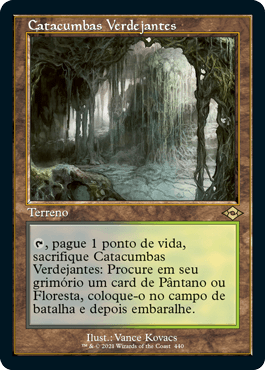 Catacumbas Verdejantes
Terreno
, pague 1 ponto de vida,
sacrifique Catacumbas
Verdejantes: Procure em seu
grimório um card de Pântano ou
Floresta, coloque-o no campo de
batalha e depois embaralhe.
Ilust.: Vance Kovacs
™ & © 2021 Wizards of the Coast 440